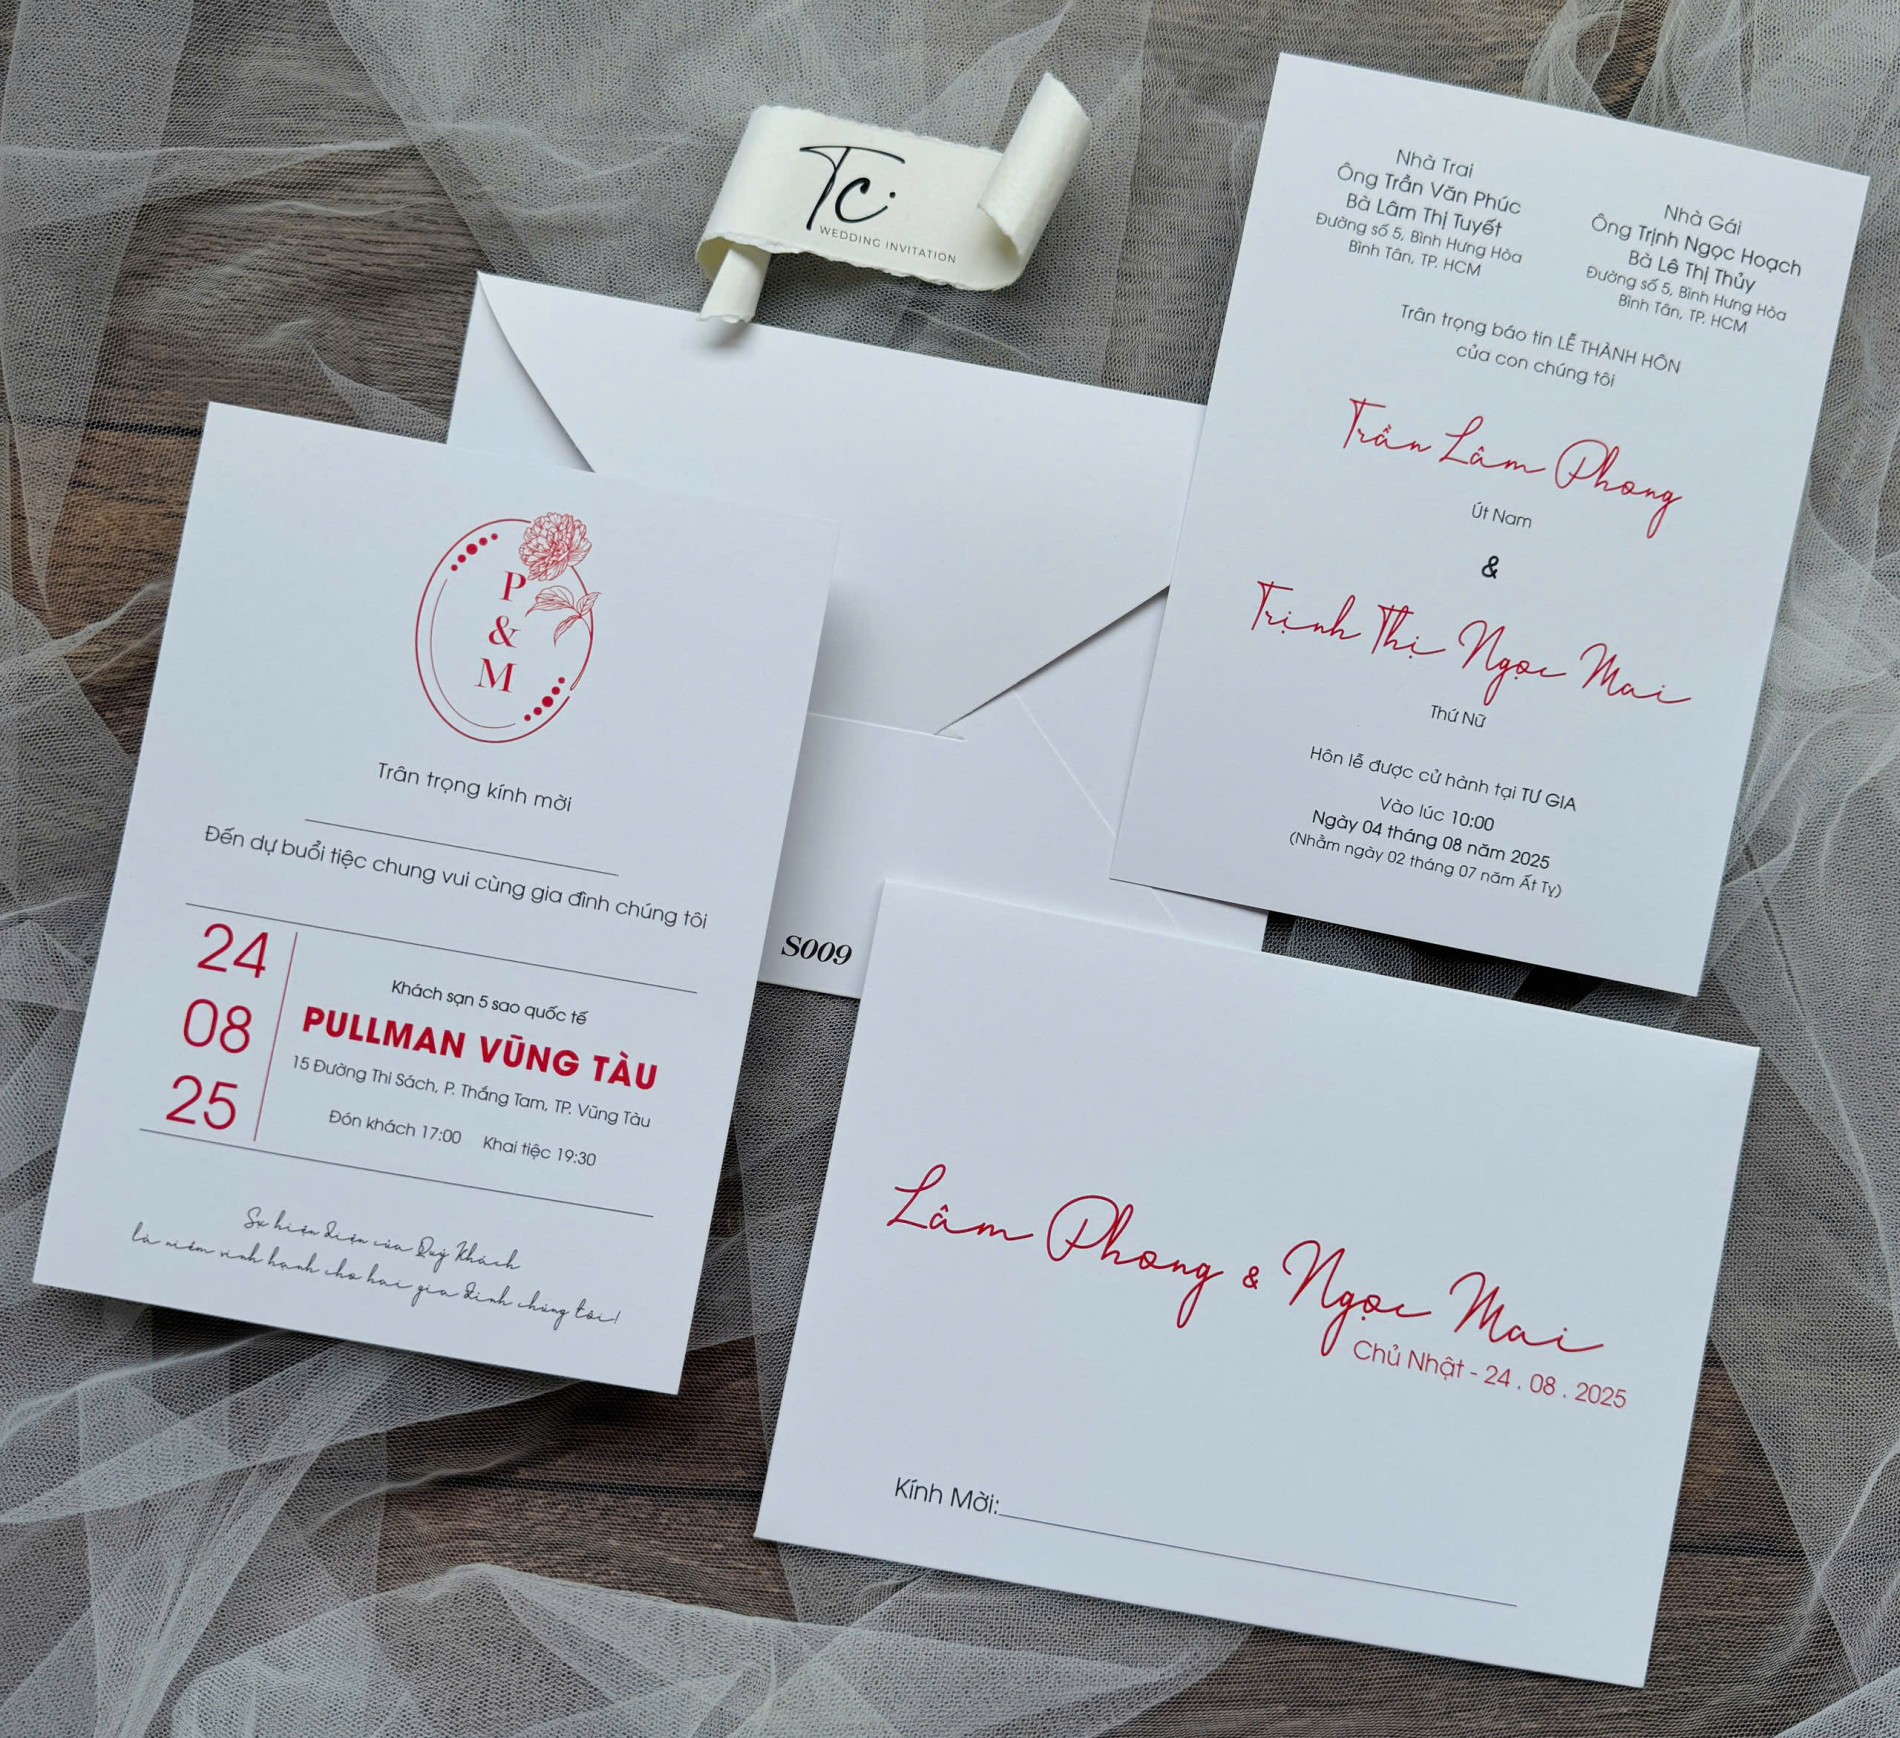 Tc.
WEDDING INVITATION
Nhà Trai
Ông Trần Văn Phúc
Bà Lâm Thị Tuyết
Đường số 5, Bình Hưng Hòa
Bình Tân, TP. HCM
Nhà Gái
Ông Trịnh Ngọc Hoạch
Bà Lê Thị Thủy
Đường số 5, Bình Hưng Hòa
Bình Tân, TP. HCM
Trân trọng báo tin LỄ THÀNH HÔN
của con chúng tôi
Trần Lâm Phong
Út Nam
&
Trịnh Thị Ngọc Mai
Thứ Nữ
Hôn lễ được cử hành tại TƯ GIA
Vào lúc 10:00
Ngày 04 tháng 08 năm 2025
(Nhằm ngày 02 tháng 07 năm Ất Tỵ)
P
&
M
Trân trọng kính mời
Đến dự buổi tiệc chung vui cùng gia đình chúng tôi
24
08
25
Khách sạn 5 sao quốc tế
PULLMAN VŨNG TÀU
15 Đường Thi Sách, P. Thắng Tam, TP. Vũng Tàu
Đón khách 17:00 Khai tiệc 19:30
Sự hiện diện của Quý Khách
là niềm vinh hạnh cho hai gia đình chúng tôi!
S009
Lâm Phong & Ngọc Mai
Chủ Nhật - 24 . 08 . 2025
Kính Mời: